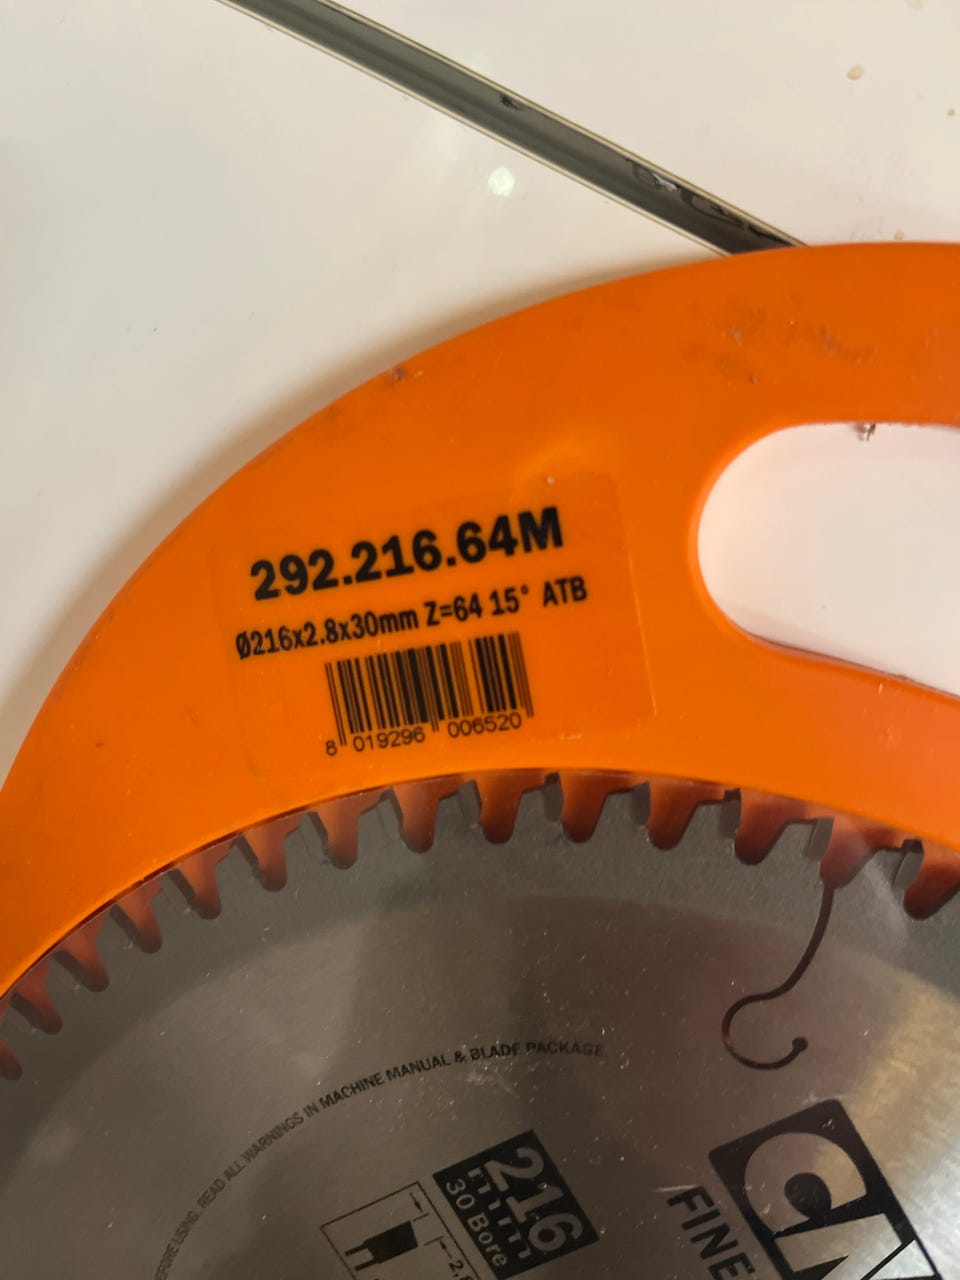 292.216.64M
Ø216x2.8x30mm Z=64 15° ATB
8 019296 006520
USING. READ ALL WARNINGS IN MACHINE MANUAL & BLADE PACKAGE.
216
mm
30 Bore
FINE